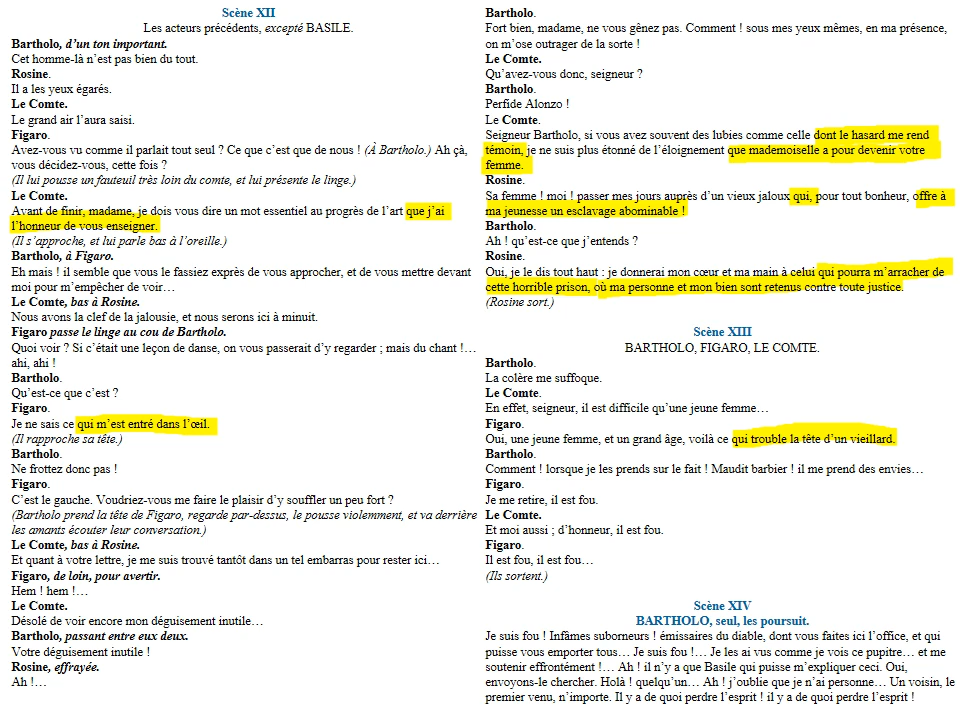 Scène XII
Les acteurs précédents, excepté BASILE.
Bartholo, d’un ton important.
Cet homme-là n’est pas bien du tout.
Rosine.
Il a les yeux égarés.
Le Comte.
Le grand air l’aura saisi.
Figaro.
Avez-vous vu comme il parlait tout seul ? Ce que c’est que de nous ! (À Bartholo.) Ah çà,
vous décidez-vous, cette fois ?
(Il lui pousse un fauteuil très loin du comte, et lui présente le linge.)
Le Comte.
Avant de finir, madame, je dois vous dire un mot essentiel au progrès de l’art que j’ai
l’honneur de vous enseigner.
(Il s’approche, et lui parle bas à l’oreille.)
Bartholo, à Figaro.
Eh mais ! il semble que vous le fassiez exprès de vous approcher, et de vous mettre devant
moi pour m’empêcher de voir…
Le Comte, bas à Rosine.
Nous avons la clef de la jalousie, et nous serons ici à minuit.
Figaro passe le linge au cou de Bartholo.
Quoi voir ? Si c’était une leçon de danse, on vous passerait d’y regarder ; mais du chant !…
ahi, ahi !
Bartholo.
Qu’est-ce que c’est ?
Figaro.
Je ne sais ce qui m’est entré dans l’œil.
(Il rapproche sa tête.)
Bartholo.
Ne frottez donc pas !
Figaro.
C’est le gauche. Voudriez-vous me faire le plaisir d’y souffler un peu fort ?
(Bartholo prend la tête de Figaro, regarde par-dessus, le pousse violemment, et va derrière
les amants écouter leur conversation.)
Le Comte, bas à Rosine.
Et quant à votre lettre, je me suis trouvé tantôt dans un tel embarras pour rester ici…
Figaro, de loin, pour avertir.
Hem ! hem !…
Le Comte.
Désolé de voir encore mon déguisement inutile…
Bartholo, passant entre eux deux.
Votre déguisement inutile !
Rosine, effrayée.
Ah !…
Bartholo.
Fort bien, madame, ne vous gênez pas. Comment ! sous mes yeux mêmes, en ma présence,
on m’ose outrager de la sorte !
Le Comte.
Qu’avez-vous donc, seigneur ?
Bartholo.
Perfide Alonzo !
Le Comte.
Seigneur Bartholo, si vous avez souvent des lubies comme celle dont le hasard me rend
témoin, je ne suis plus étonné de l’éloignement que mademoiselle a pour devenir votre
femme.
Rosine.
Sa femme ! moi ! passer mes jours auprès d’un vieux jaloux qui, pour tout bonheur, offre à
ma jeunesse un esclavage abominable !
Bartholo.
Ah ! qu’est-ce que j’entends ?
Rosine.
Oui, je le dis tout haut : je donnerai mon cœur et ma main à celui qui pourra m’arracher de
cette horrible prison, où ma personne et mon bien sont retenus contre toute justice.
(Rosine sort.)
Scène XIII
BARTHOLO, FIGARO, LE COMTE.
Bartholo.
La colère me suffoque.
Le Comte.
En effet, seigneur, il est difficile qu’une jeune femme…
Figaro.
Oui, une jeune femme, et un grand âge, voilà ce qui trouble la tête d’un vieillard.
Bartholo.
Comment ! lorsque je les prends sur le fait ! Maudit barbier ! il me prend des envies…
Figaro.
Je me retire, il est fou.
Le Comte.
Et moi aussi ; d’honneur, il est fou.
Figaro.
Il est fou, il est fou…
(Ils sortent.)
Scène XIV
BARTHOLO, seul, les poursuit.
Je suis fou ! Infâmes suborneurs ! émissaires du diable, dont vous faites ici l’office, et qui
puisse vous emporter tous… Je suis fou !… Je les ai vus comme je vois ce pupitre… et me
soutenir effrontément !… Ah ! il n’y a que Basile qui puisse m’expliquer ceci. Oui,
envoyons-le chercher. Holà ! quelqu’un… Ah ! j’oublie que je n’ai personne… Un voisin, le
premier venu, n’importe. Il y a de quoi perdre l’esprit ! il y a de quoi perdre l’esprit !